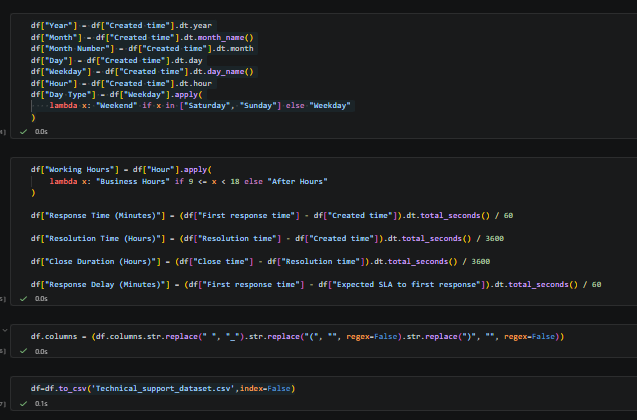 df["Year"] = df["Created time"].dt.year
df["Month"] = df["Created time"].dt.month_name()
df["Month Number"] = df["Created time"].dt.month
df["Day"] = df["Created time"].dt.day
df["Weekday"] = df["Created time"].dt.day_name()
df["Hour"] = df["Created time"].dt.hour
df["Day Type"] = df["Weekday"].apply(
lambda x: "Weekend" if x in ["Saturday", "Sunday"] else "Weekday"
)
0.0s
df["Working Hours"] = df["Hour"].apply(
lambda x: "Business Hours" if 9 <= x < 18 else "After Hours"
)
df["Response Time (Minutes)"] = (df["First response time"] - df["Created time"]).dt.total_seconds() / 60
df["Resolution Time (Hours)"] = (df["Resolution time"] - df["Created time"]).dt.total_seconds() / 3600
df["Close Duration (Hours)"] = (df["Close time"] - df["Resolution time"]).dt.total_seconds() / 3600
df["Response Delay (Minutes)"] = (df["First response time"] - df["Expected SLA to first response"]).dt.total_seconds() / 60
0.0s
df.columns = (df.columns.str.replace(" ", "_").str.replace("(", "", regex=False).str.replace(")", "", regex=False))
0.0s
df=df.to_csv('Technical_support_dataset.csv',index=False)
0.1s